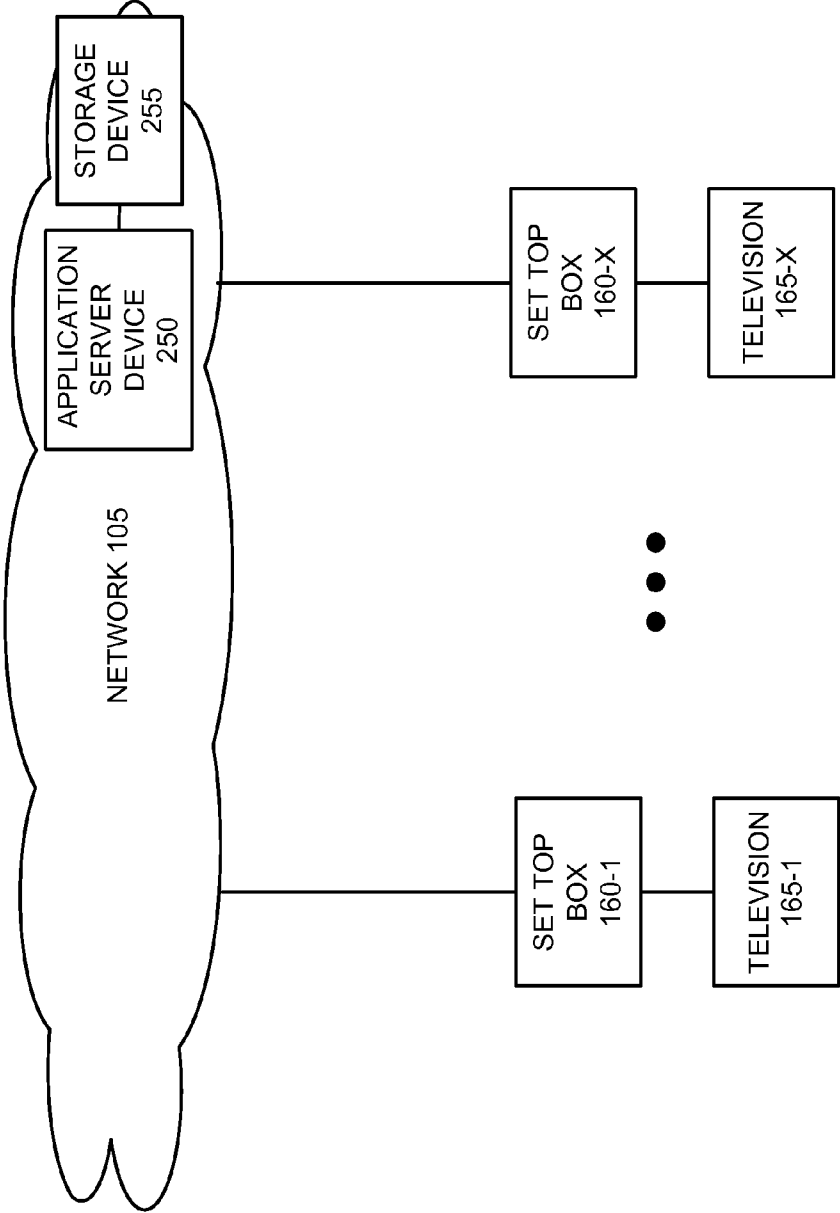 NETWORK 105
APPLICATION
SERVER
DEVICE
250
STORAGE
DEVICE
255
SET TOP
BOX
160-1
TELEVISION
165-1
SET TOP
BOX
160-X
TELEVISION
165-X